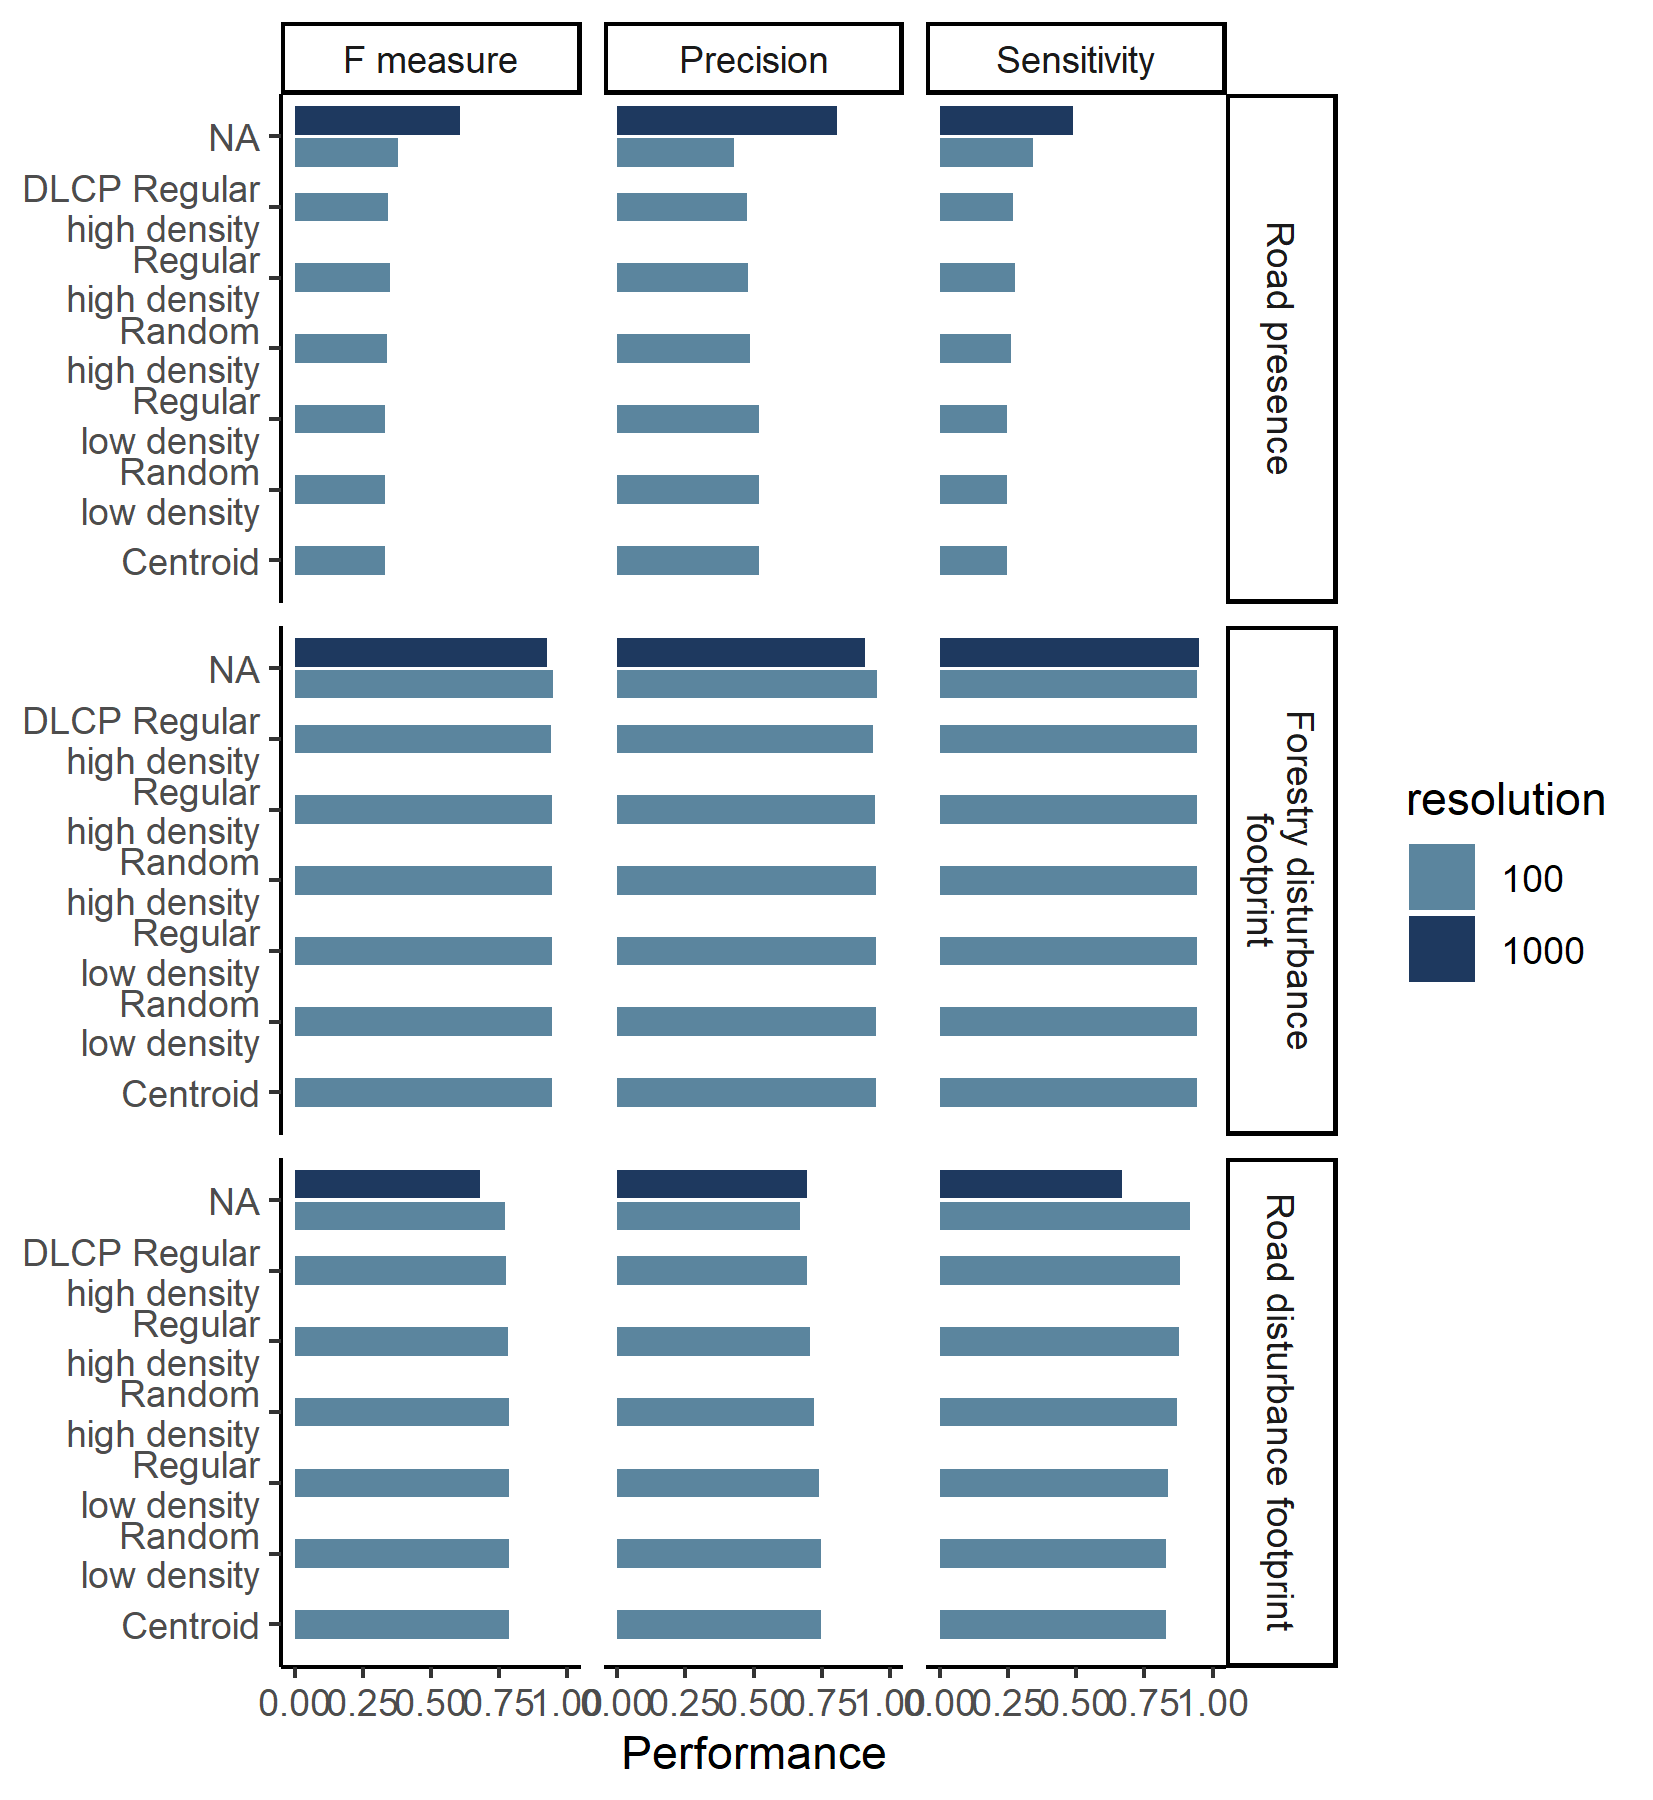 F measure
Precision
Sensitivity
NA
DLCP Regular
high density
Regular
high density
Random
high density
Regular
low density
Random
low density
Centroid
Road presence
NA
DLCP Regular
high density
Regular
high density
Random
high density
Regular
low density
Random
low density
Centroid
Forestry disturbance
footprint
NA
DLCP Regular
high density
Regular
high density
Random
high density
Regular
low density
Random
low density
Centroid
Road disturbance footprint
0.00 0.25 0.50 0.75 1.00 0.00 0.25 0.50 0.75 1.00 0.00 0.25 0.50 0.75 1.00
Performance
resolution
100
1000